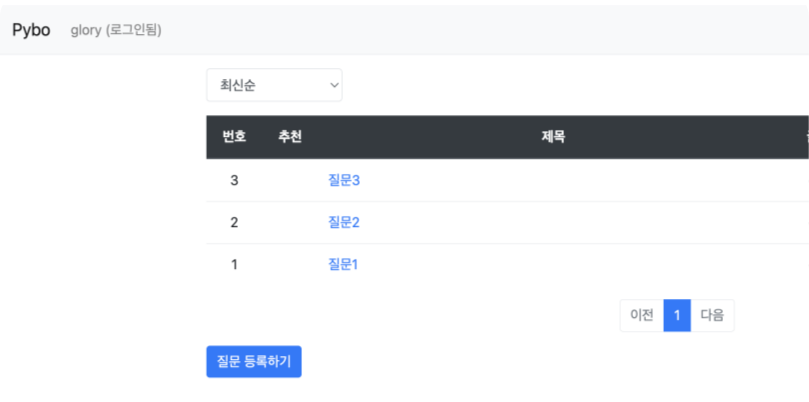 Pybo glory (로그인됨)
최신순
번호 추천 제목
3 질문3
2 질문2
1 질문1
이전 1 다음
질문 등록하기